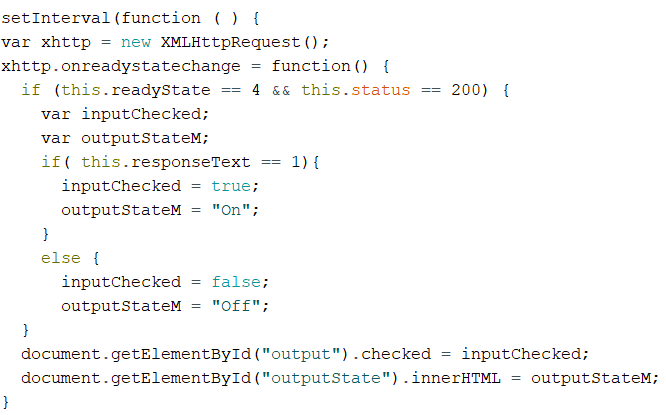 setInterval(function ( ) {
var xhttp = new XMLHttpRequest();
xhttp.onreadystatechange = function() {
  if (this.readyState == 4 && this.status == 200) {
    var inputChecked;
    var outputStateM;
    if( this.responseText == 1){
      inputChecked = true;
      outputStateM = "On";
    }
    else {
      inputChecked = false;
      outputStateM = "Off";
  }
  document.getElementById("output").checked = inputChecked;
  document.getElementById("outputState").innerHTML = outputStateM;
}